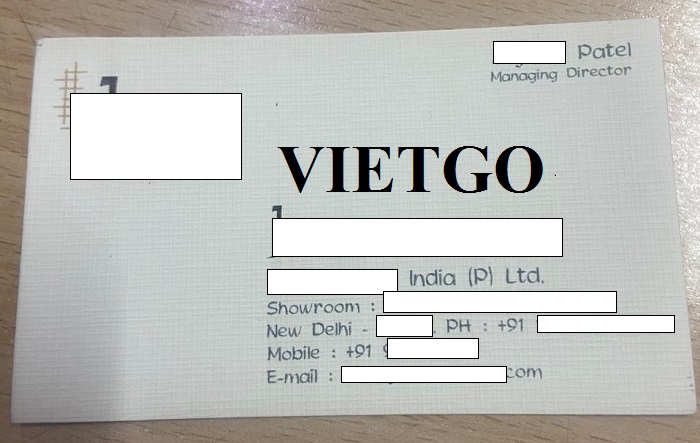 Patel
Managing Director
VIETGO
India (P) Ltd.
Showroom :
New Delhi - PH : +91
Mobile : +91
E-mail : com